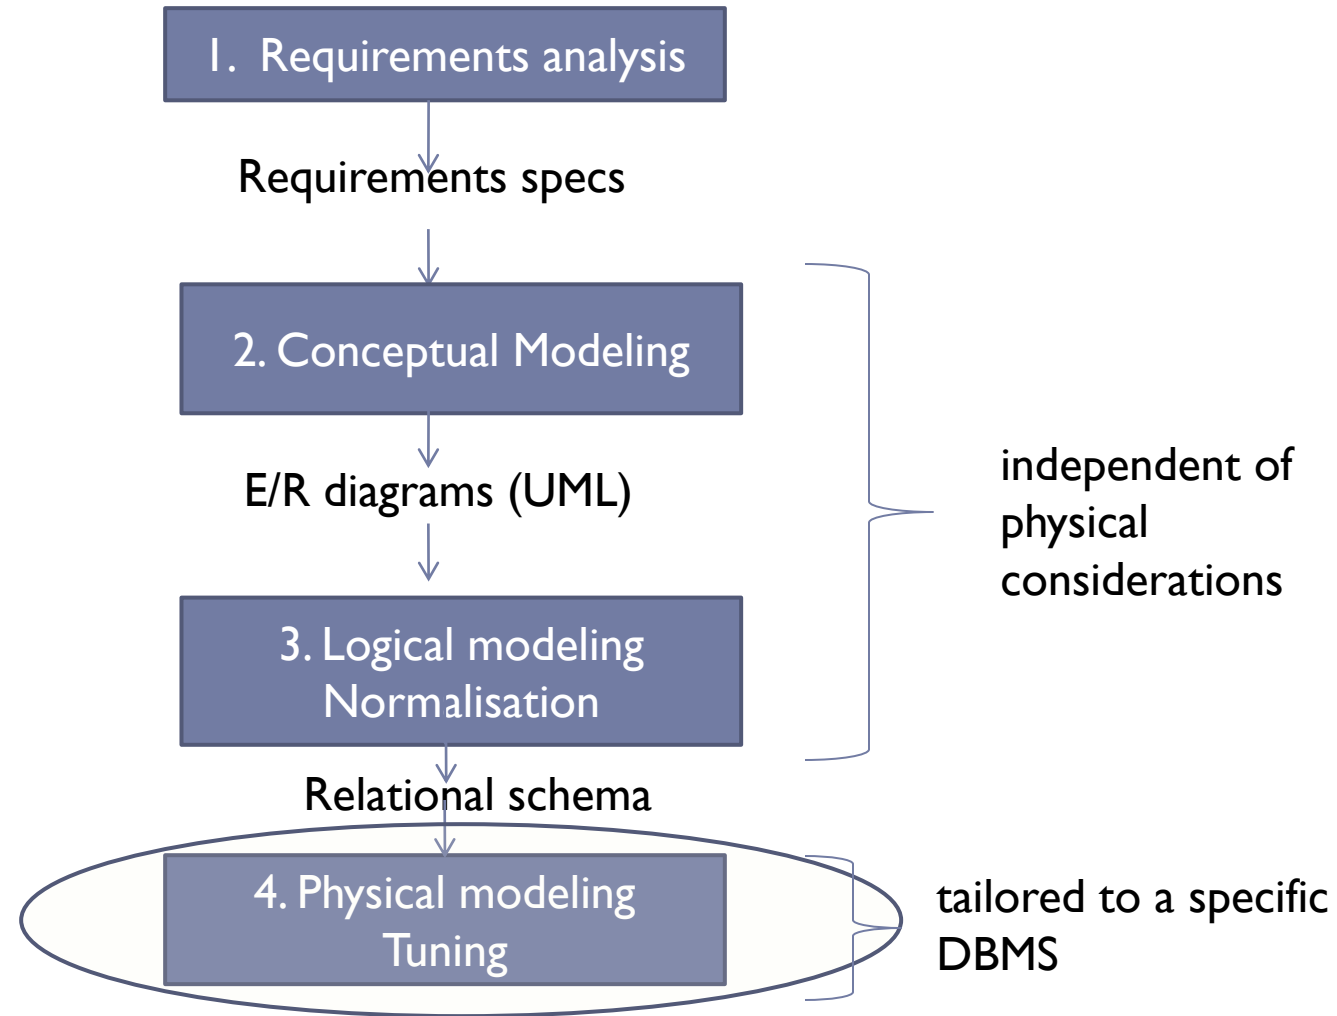 1. Requirements analysis
Requirements specs
2. Conceptual Modeling
E/R diagrams (UML)
independent of
physical
considerations
3. Logical modeling
Normalisation
Relational schema
4. Physical modeling
Tuning
tailored to a specific
DBMS